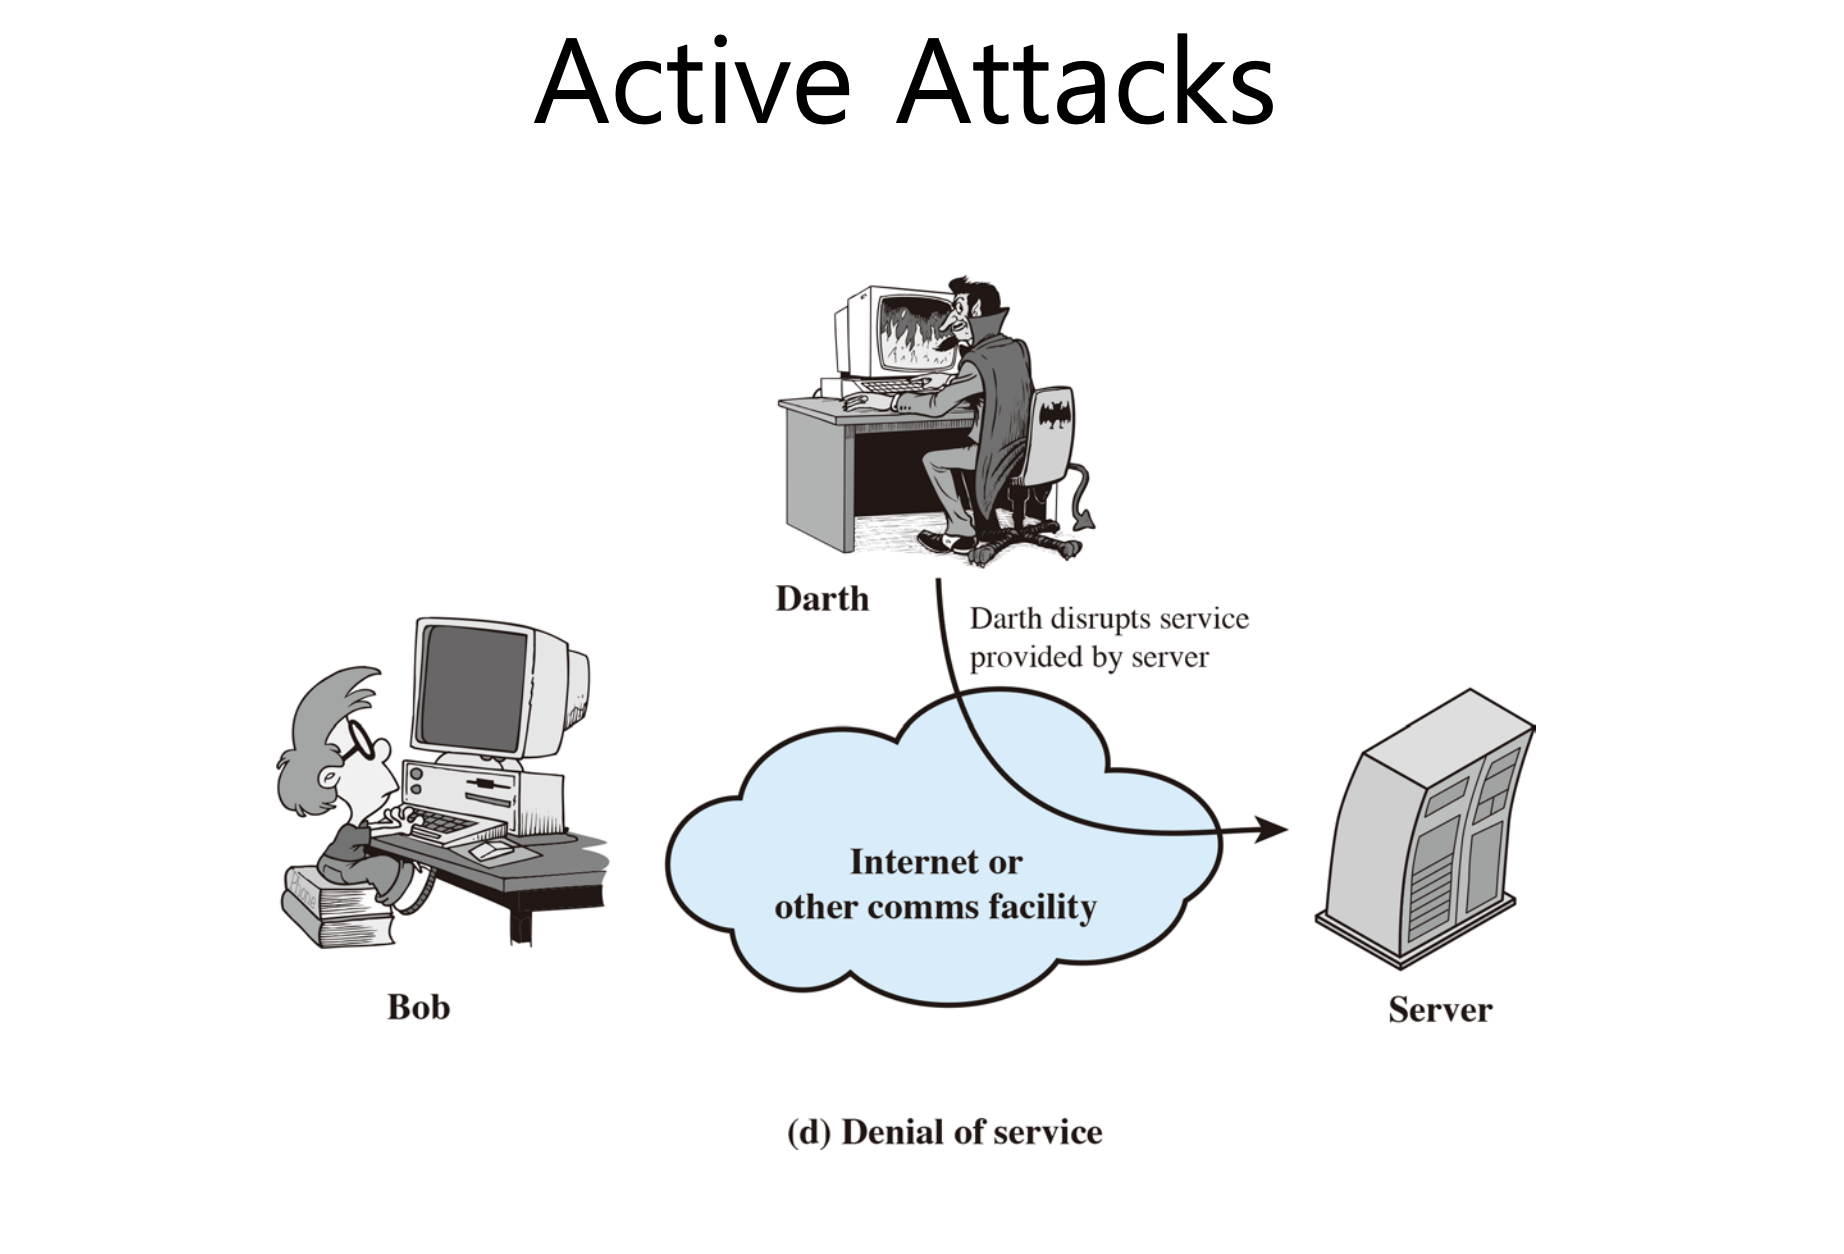 Active Attacks
Darth
Darth disrupts service
provided by server
Internet or
other comms facility
Phone
Bob
Server
(d) Denial of service